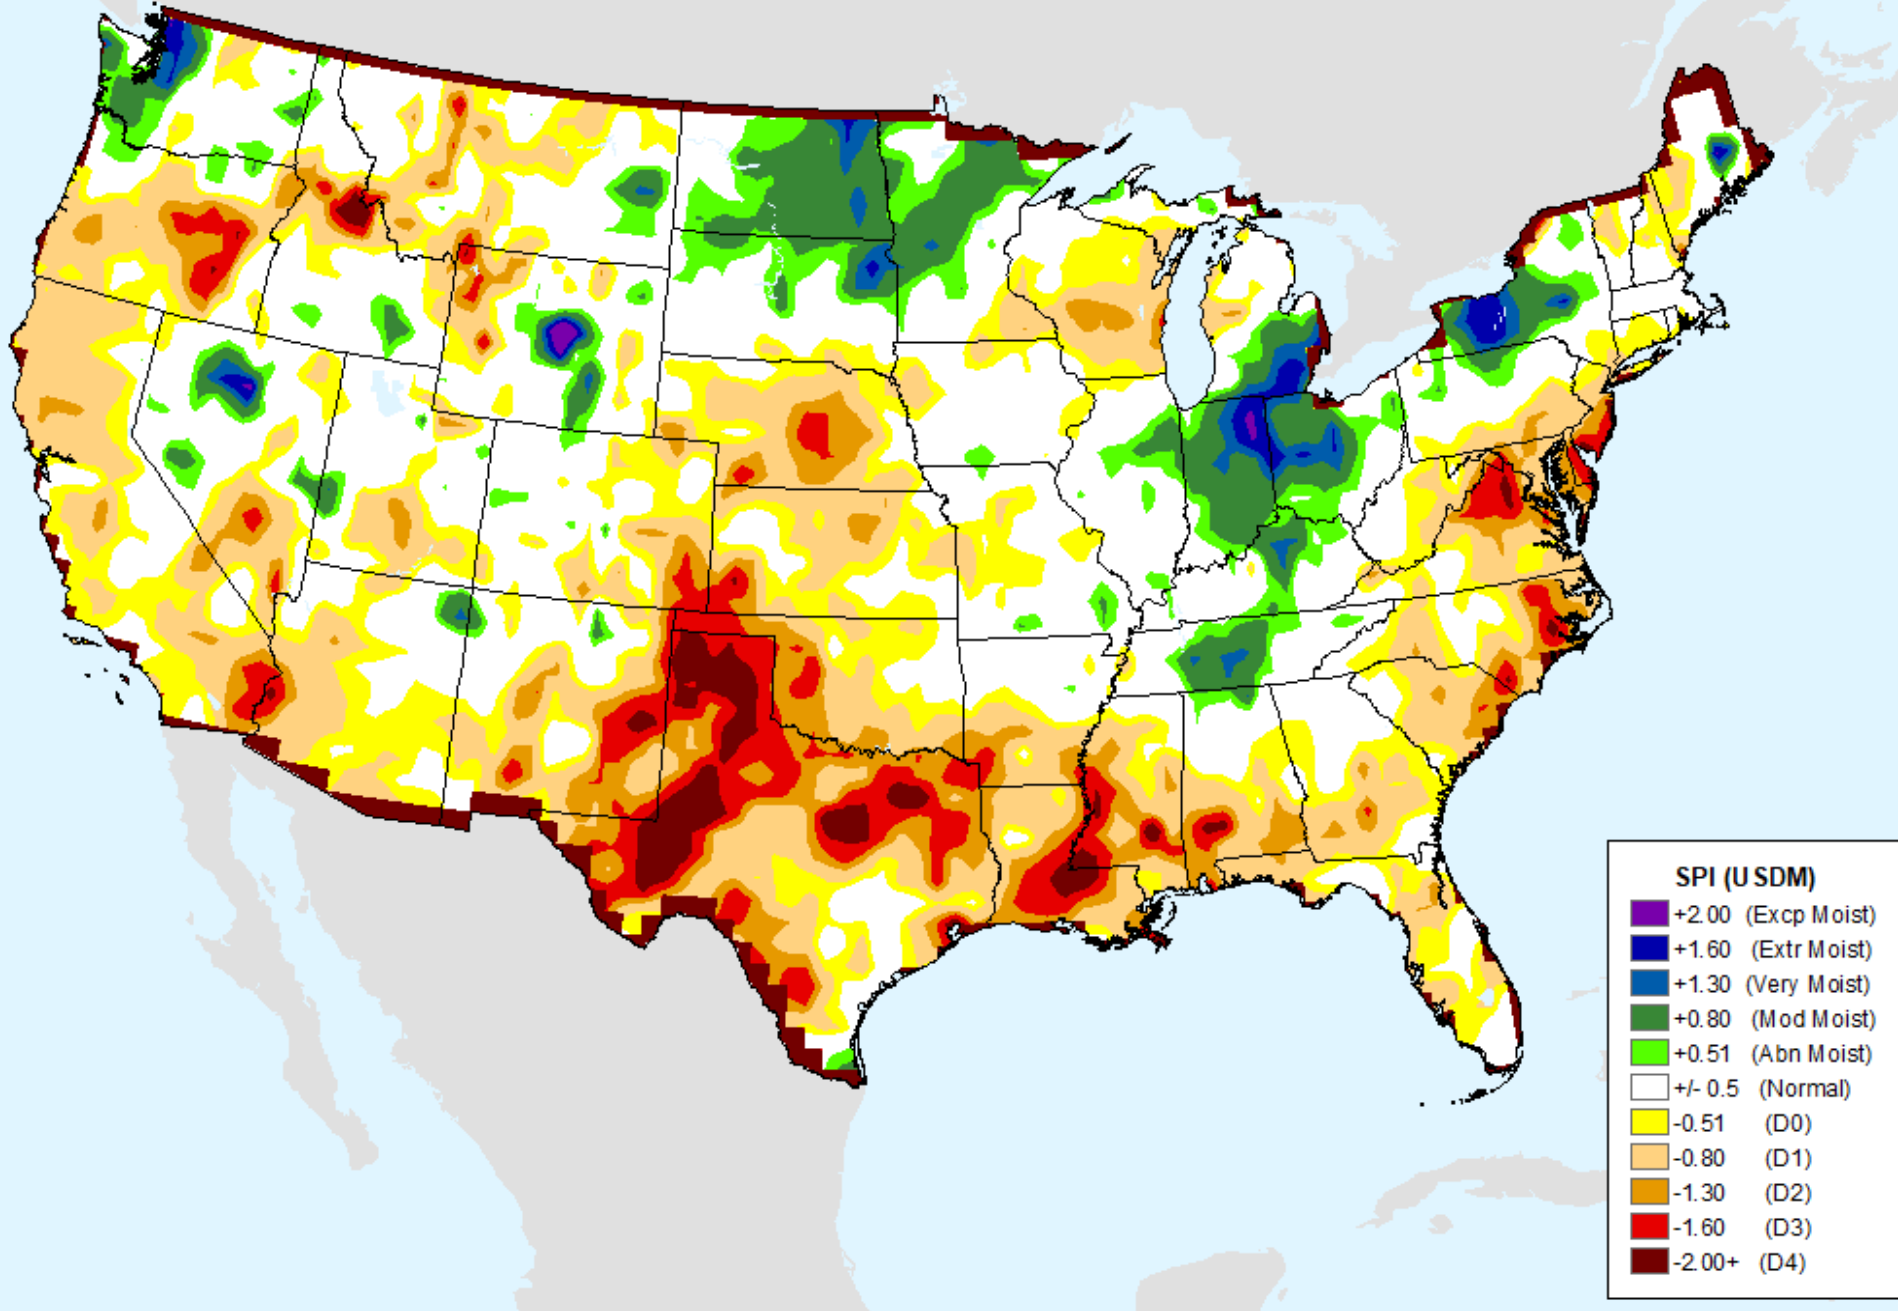 SPI (USDM)
+2.00 (Excp Moist)
+1.60 (Extr Moist)
+1.30 (Very Moist)
+0.80 (Mod Moist)
+0.51 (Abn Moist)
+/- 0.5 (Normal)
-0.51 (D0)
-0.80 (D1)
-1.30 (D2)
-1.60 (D3)
-2.00+ (D4)